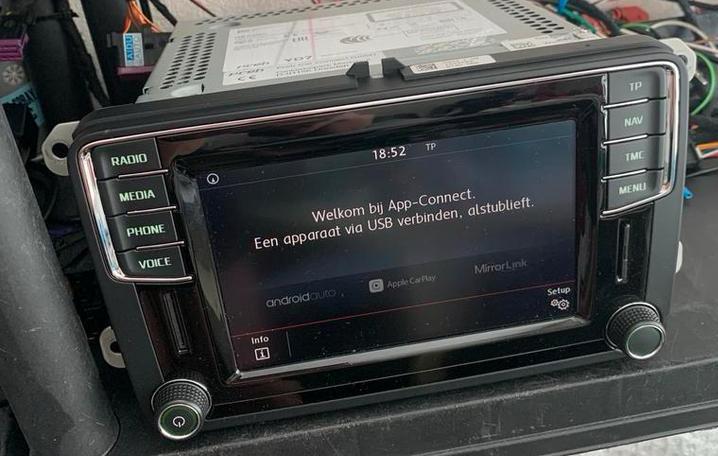 RADIO
MEDIA
PHONE
VOICE
TP
NAV
TMC
MENU
18:52 TP
Welkom bij App-Connect.
Een apparaat via USB verbinden, alstublieft.
androidauto
Apple CarPlay
MirrorLink
Info
Setup